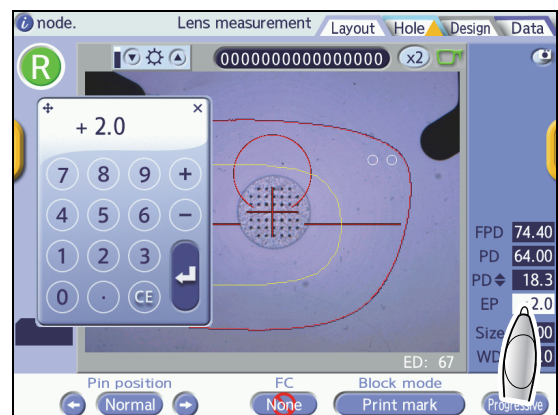 i node. Lens measurement Layout Hole Design Data
R 0000000000000000 x2
+ 2.0
7 8 9 +
4 5 6 −
1 2 3
0 . CE
FPD 74.40
PD 64.00
PD 18.3
EP 2.0
Size
WD
ED: 67
Pin position FC Block mode
Normal None Print mark Progressive